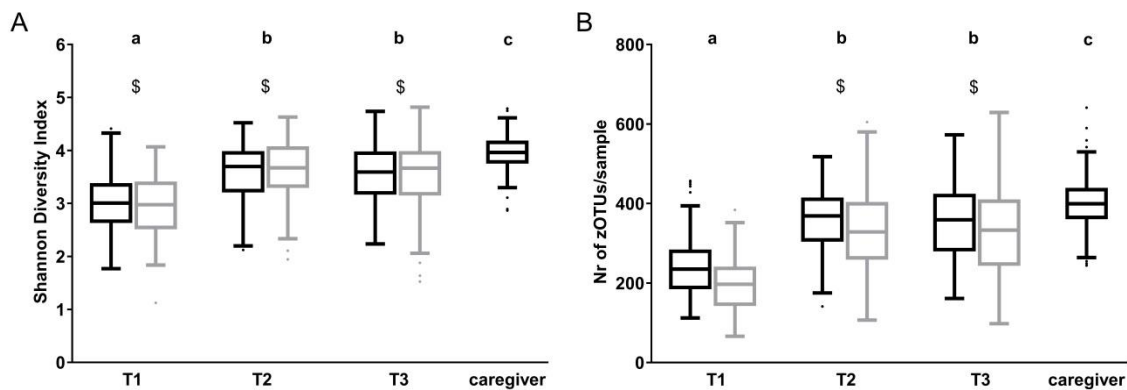 A
Shannon Diversity Index
6
5
4
3
2
1
0
a b b c
$ $ $
T1 T2 T3 caregiver
B
Nr of zOTUs/sample
800
600
400
200
0
a b b c
$ $
T1 T2 T3 caregiver